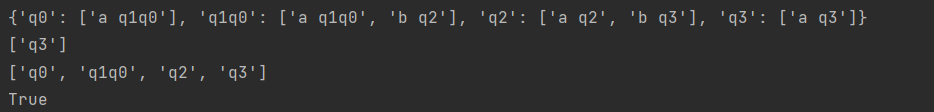 {'q0': ['a q1q0'], 'q1q0': ['a q1q0', 'b q2'], 'q2': ['a q2', 'b q3'], 'q3': ['a q3']}
['q3']
['q0', 'q1q0', 'q2', 'q3']
True